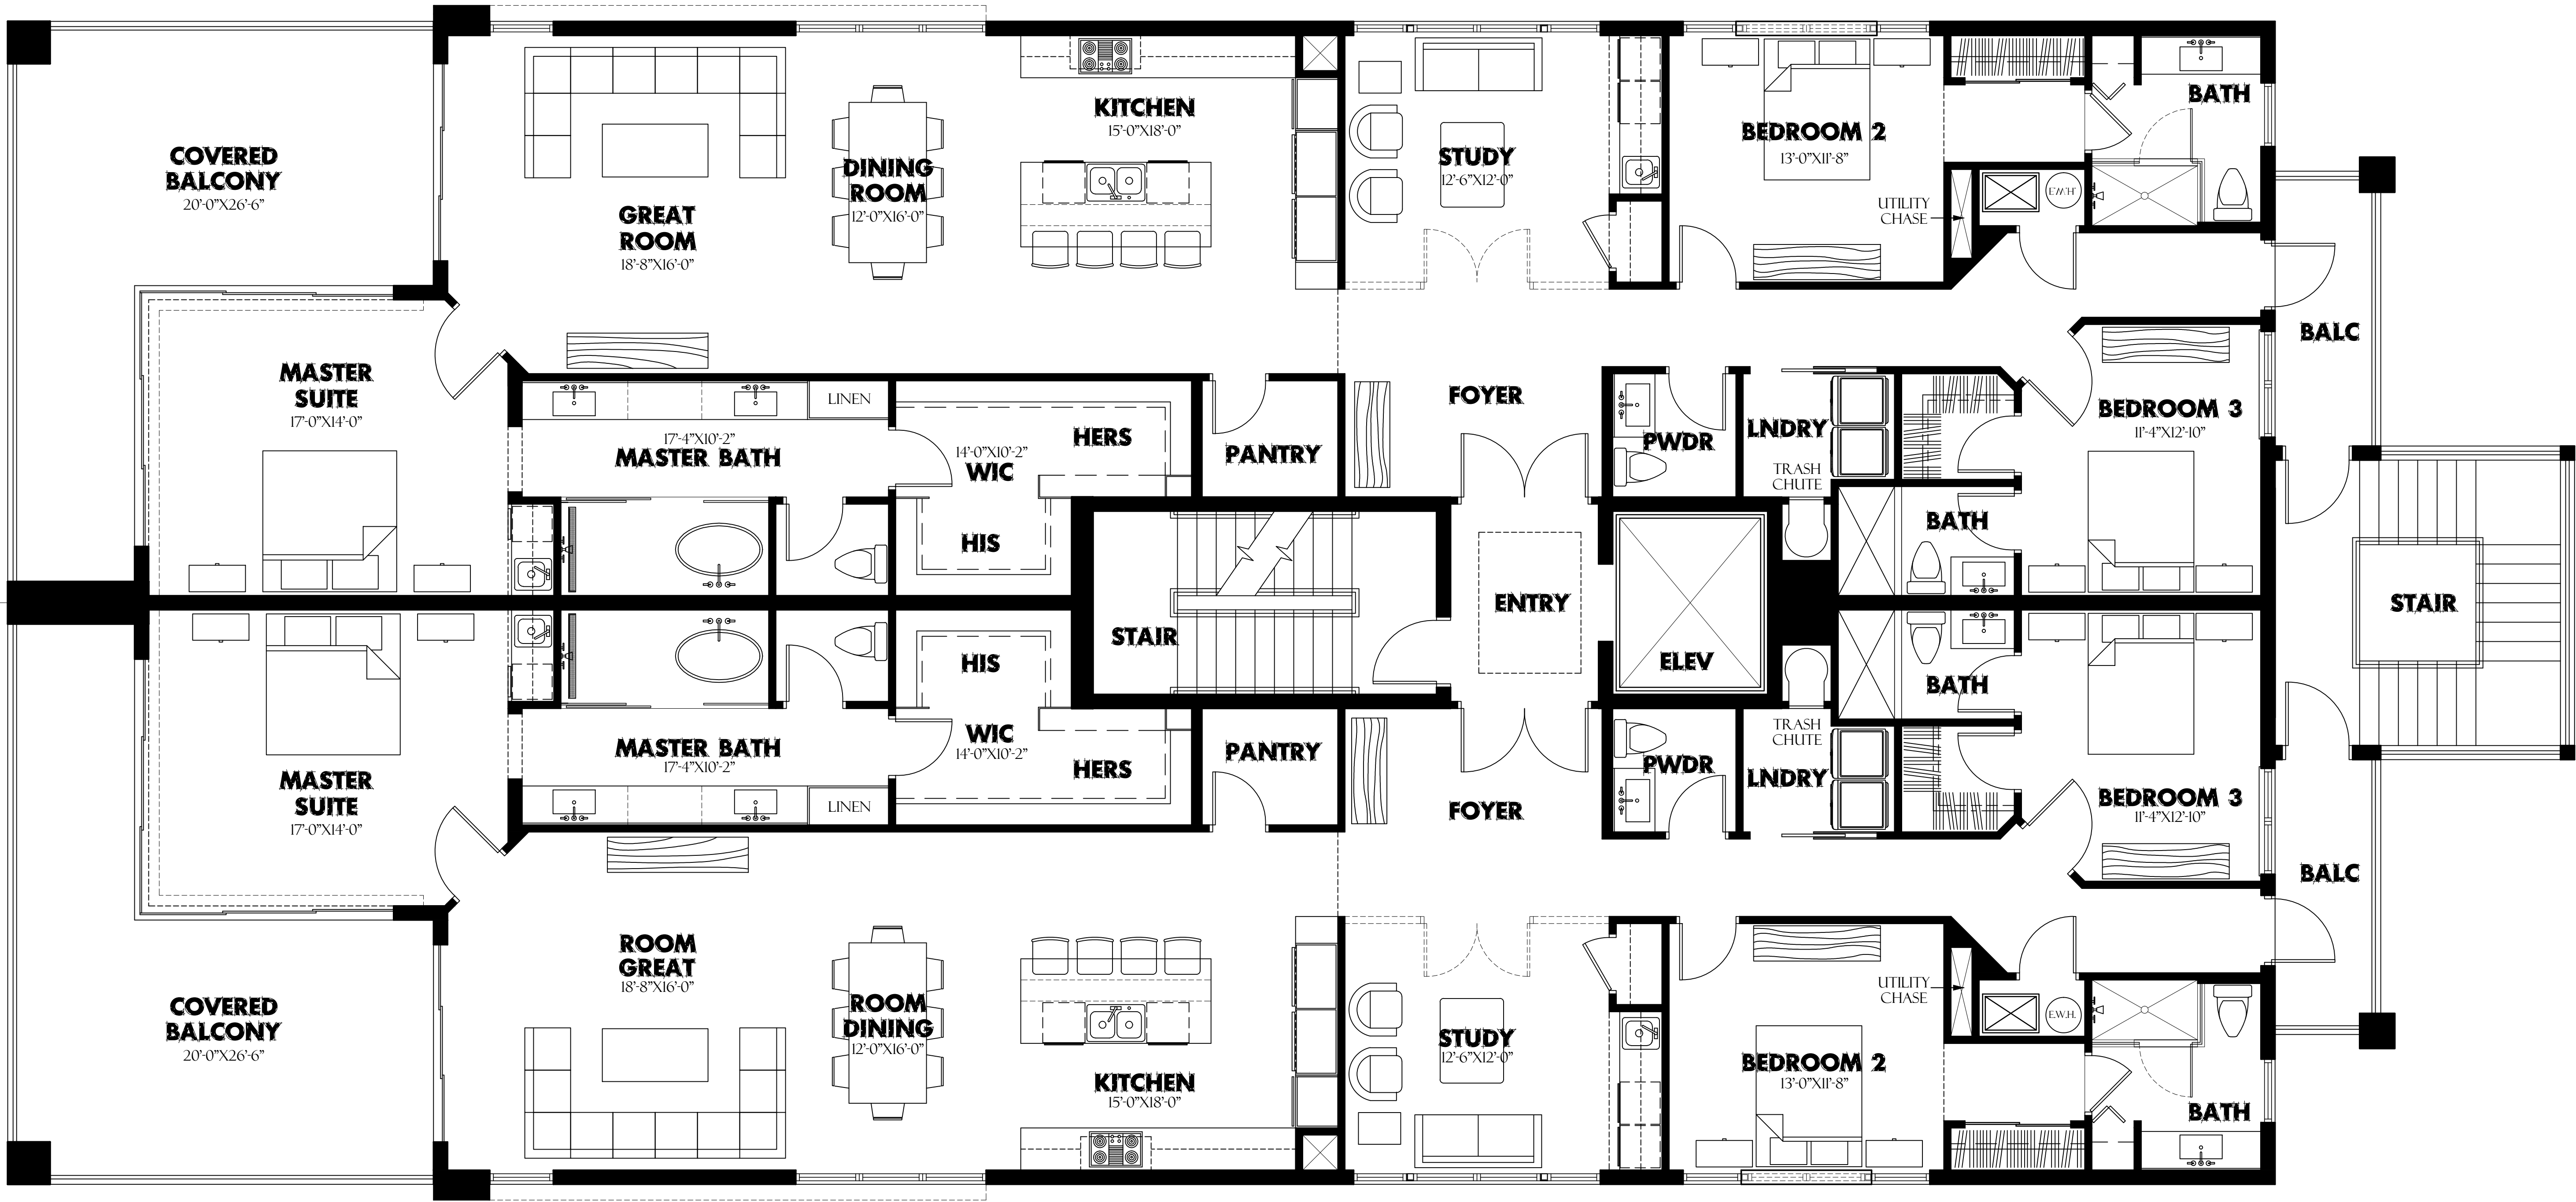 COVERED
BALCONY
20'-0"X26'-6"
GREAT
ROOM
18'-8"X16'-0"
DINING
ROOM
12'-0"X16'-0"
KITCHEN
15'-0"X18'-0"
STUDY
12'-6"X12'-0"
BEDROOM 2
13'-0"X11'-8"
UTILITY
CHASE
E.W.H.
BATH
BALC
MASTER
SUITE
17'-0"X14'-0"
LINEN
17'-4"X10'-2"
MASTER BATH
HERS
14'-0"X10'-2"
WIC
HIS
PANTRY
FOYER
PWDR
LNDRY
TRASH
CHUTE
BEDROOM 3
11'-4"X12'-10"
BATH
STAIR
ENTRY
ELEV
STAIR
MASTER
SUITE
17'-0"X14'-0"
MASTER BATH
17'-4"X10'-2"
LINEN
HIS
WIC
14'-0"X10'-2"
HERS
PANTRY
FOYER
PWDR
TRASH
CHUTE
LNDRY
BATH
BEDROOM 3
11'-4"X12'-10"
BALC
COVERED
BALCONY
20'-0"X26'-6"
ROOM
GREAT
18'-8"X16'-0"
ROOM
DINING
12'-0"X16'-0"
KITCHEN
15'-0"X18'-0"
STUDY
12'-6"X12'-0"
BEDROOM 2
13'-0"X11'-8"
UTILITY
CHASE
E.W.H.
BATH